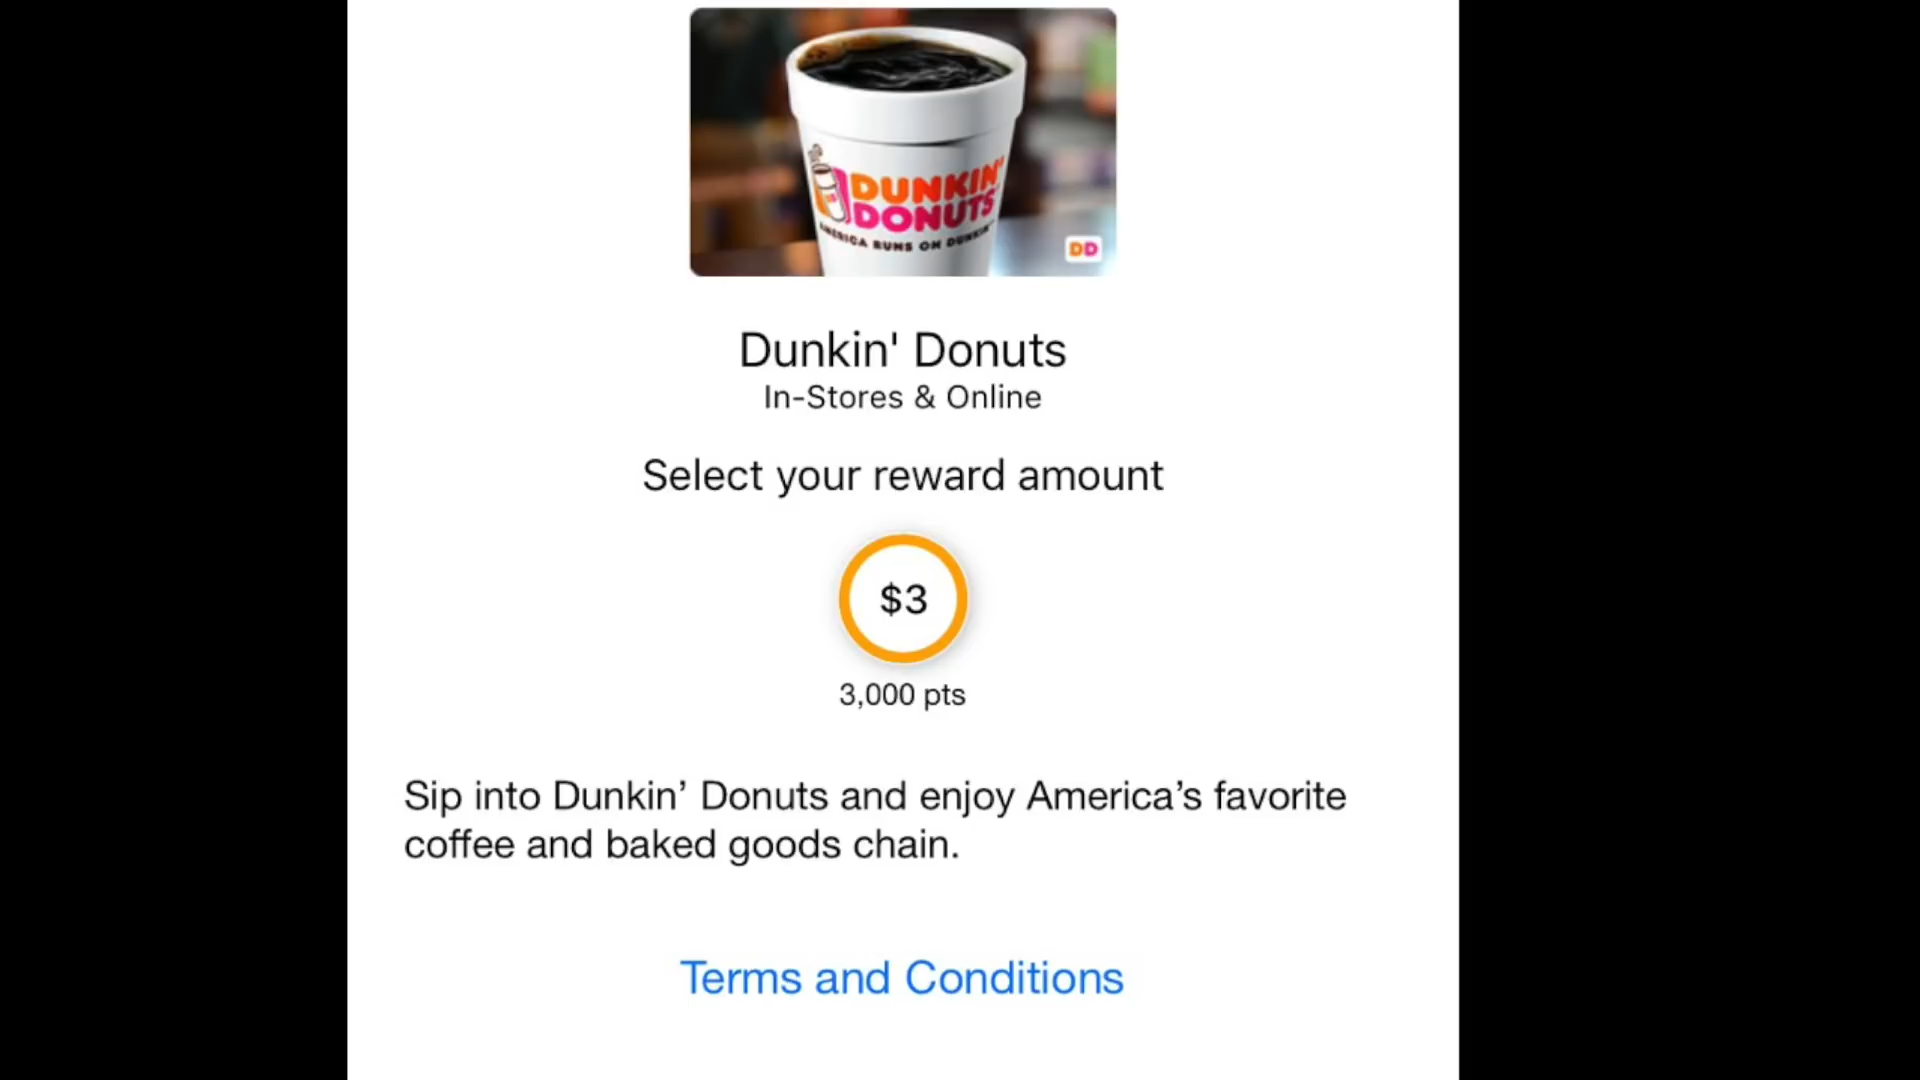 DUNKIN'
DONUTS
AMERICA RUNS ON DUNKIN'
DD
Dunkin' Donuts
In-Stores & Online
Select your reward amount
$3
3,000 pts
Sip into Dunkin’ Donuts and enjoy America’s favorite
coffee and baked goods chain.
Terms and Conditions